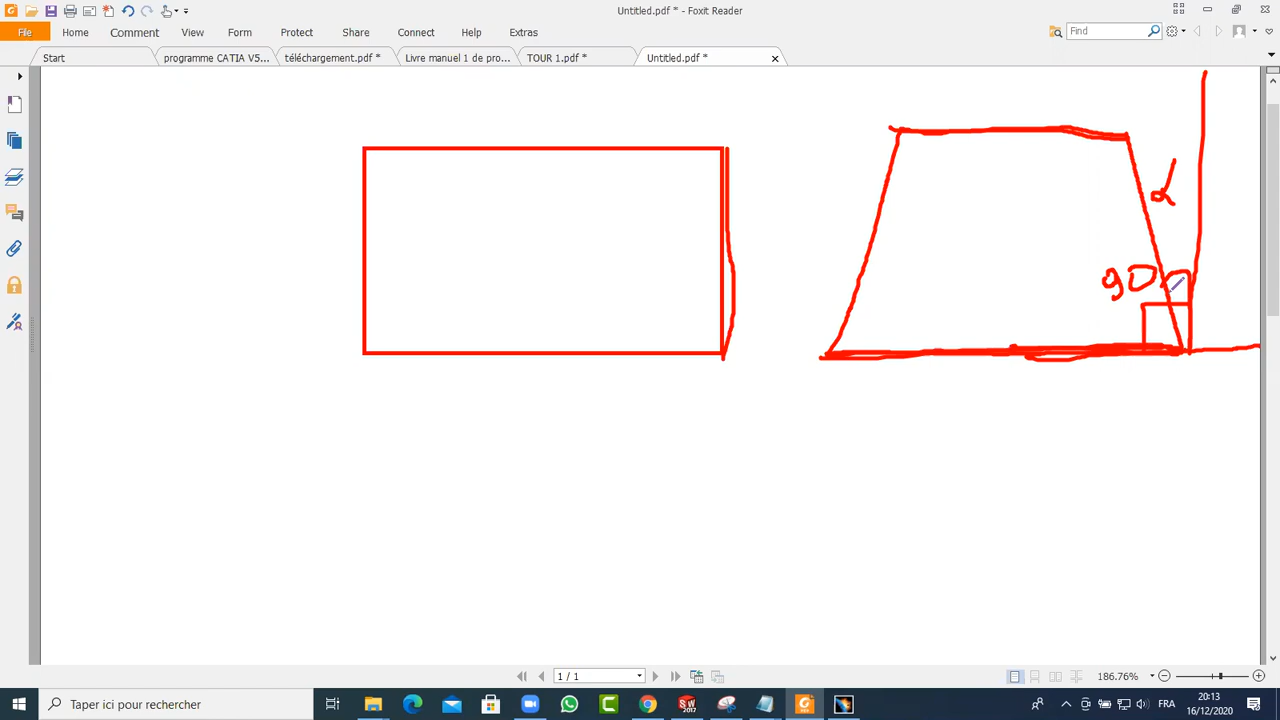 Untitled.pdf * - Foxit Reader
File Home Comment View Form Protect Share Connect Help Extras
Find
Start programme CATIA V5... téléchargement.pdf * Livre manuel 1 de pro... TOUR 1.pdf * Untitled.pdf *
α
90
1 / 1
186.76%
Taper ici pour rechercher
SW
2017
FRA
20:13
16/12/2020